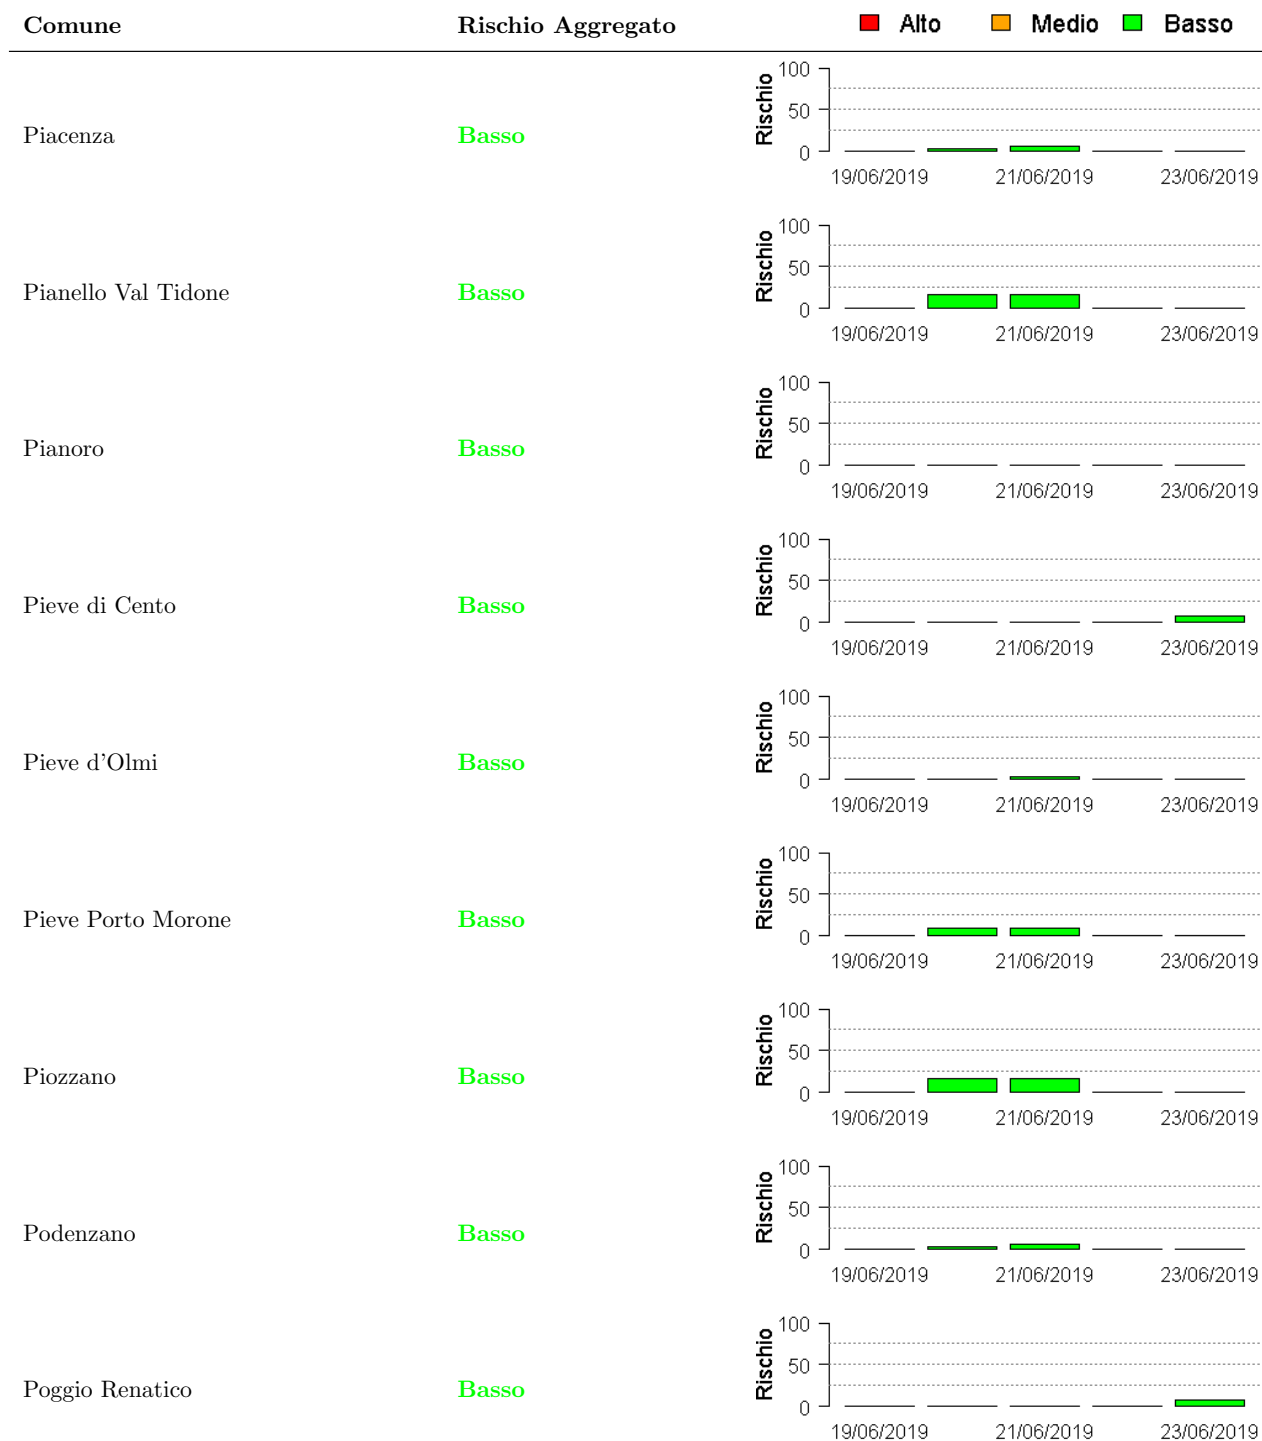 Comune Rischio Aggregato Alto Medio Basso
Piacenza Basso Rischio 100 50 0
19/06/2019 21/06/2019 23/06/2019
Pianello Val Tidone Basso Rischio 100 50 0
19/06/2019 21/06/2019 23/06/2019
Pianoro Basso Rischio 100 50 0
19/06/2019 21/06/2019 23/06/2019
Pieve di Cento Basso Rischio 100 50 0
19/06/2019 21/06/2019 23/06/2019
Pieve d'Olmi Basso Rischio 100 50 0
19/06/2019 21/06/2019 23/06/2019
Pieve Porto Morone Basso Rischio 100 50 0
19/06/2019 21/06/2019 23/06/2019
Piozzano Basso Rischio 100 50 0
19/06/2019 21/06/2019 23/06/2019
Podenzano Basso Rischio 100 50 0
19/06/2019 21/06/2019 23/06/2019
Poggio Renatico Basso Rischio 100 50 0
19/06/2019 21/06/2019 23/06/2019